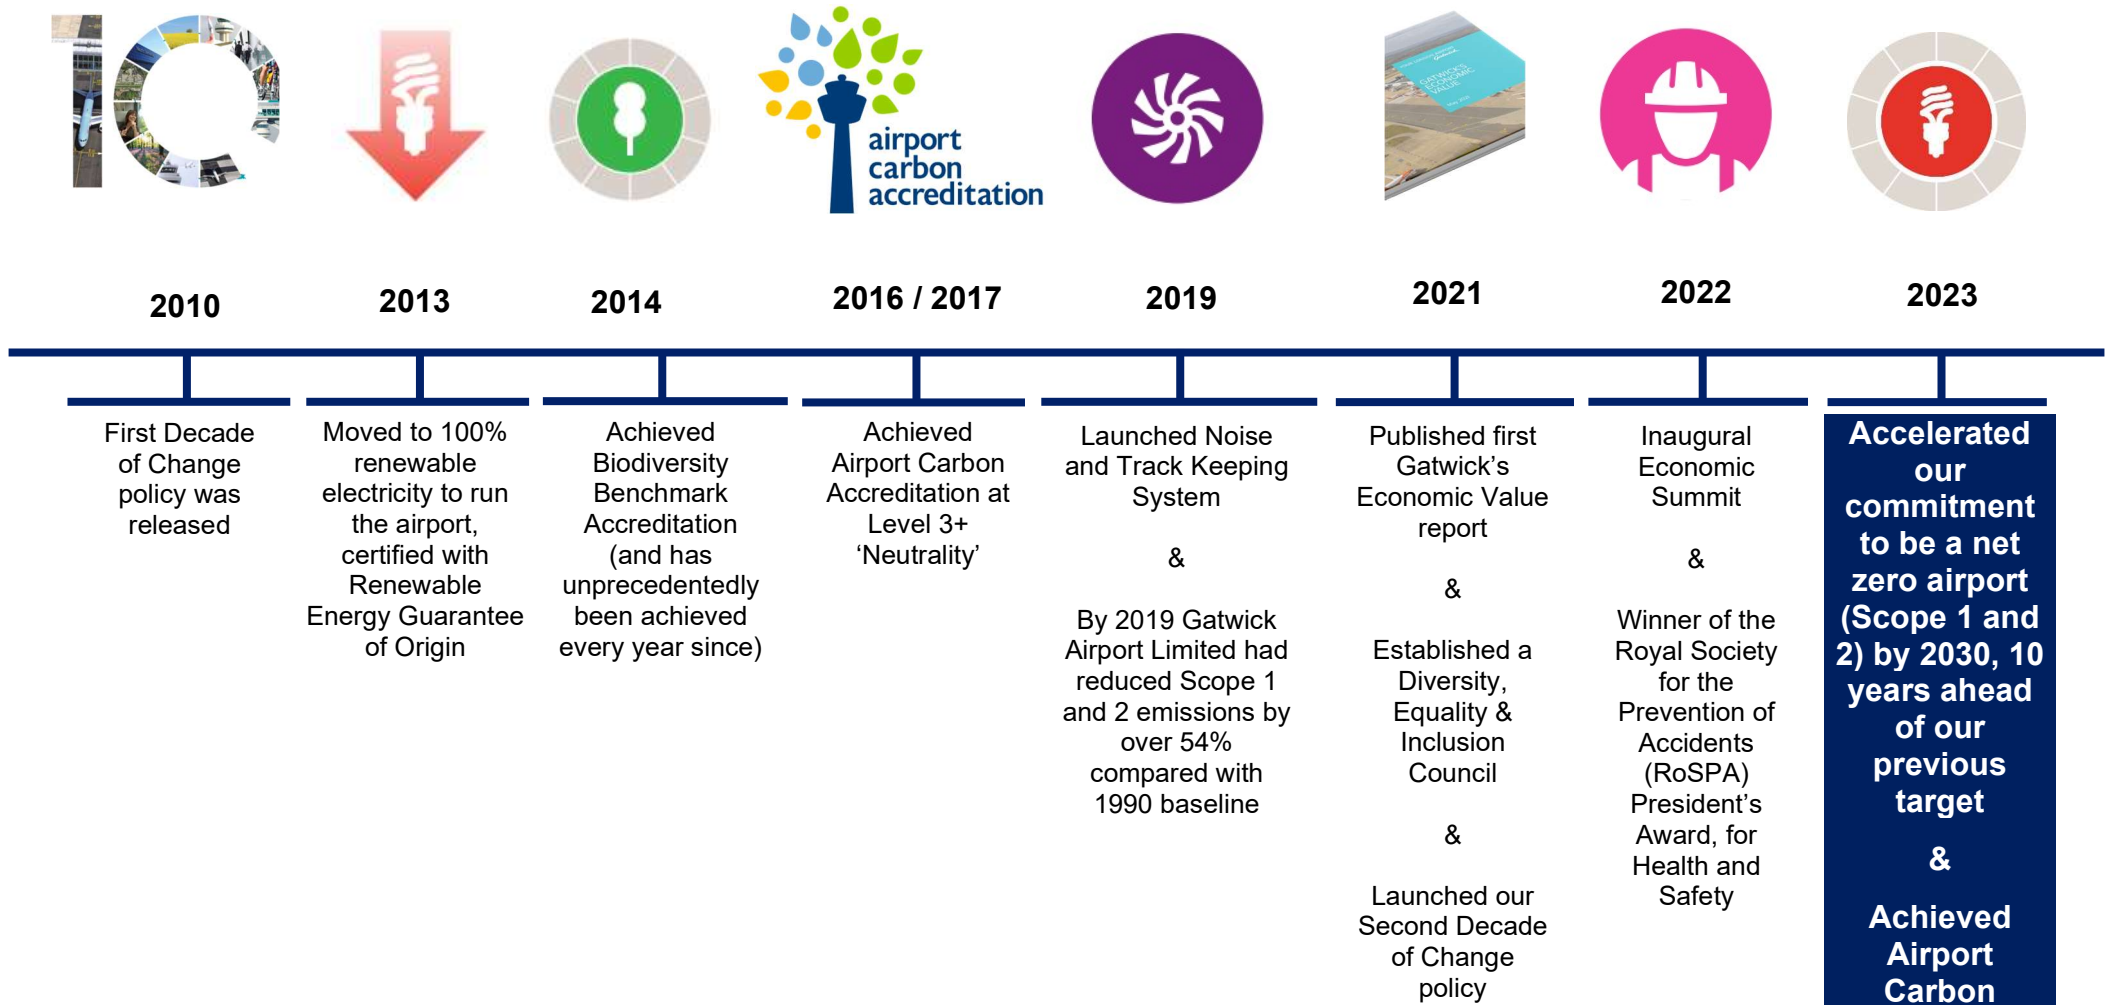 10
airport
carbon
accreditation
GATWICK'S
ECONOMIC
VALUE
2010
2013
2014
2016 / 2017
2019
2021
2022
2023
First Decade
of Change
policy was
released
Moved to 100%
renewable
electricity to run
the airport,
certified with
Renewable
Energy Guarantee
of Origin
Achieved
Biodiversity
Benchmark
Accreditation
(and has
unprecedentedly
been achieved
every year since)
Achieved
Airport Carbon
Accreditation at
Level 3+
‘Neutrality’
Launched Noise
and Track Keeping
System
&
By 2019 Gatwick
Airport Limited had
reduced Scope 1
and 2 emissions by
over 54%
compared with
1990 baseline
Published first
Gatwick’s
Economic Value
report
&
Established a
Diversity,
Equality &
Inclusion
Council
&
Launched our
Second Decade
of Change
policy
Inaugural
Economic
Summit
&
Winner of the
Royal Society
for the
Prevention of
Accidents
(RoSPA)
President’s
Award, for
Health and
Safety
Accelerated
our
commitment
to be a net
zero airport
(Scope 1 and
2) by 2030, 10
years ahead
of our
previous
target
&
Achieved
Airport
Carbon